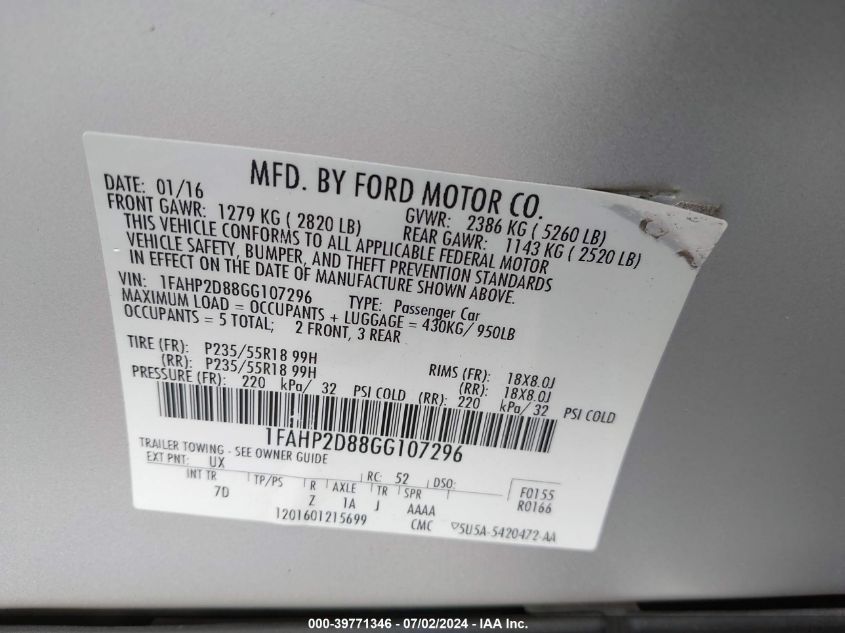 MFD. BY FORD MOTOR CO.
DATE: 01/16 GVWR: 2386 KG ( 5260 LB)
FRONT GAWR: 1279 KG ( 2820 LB) REAR GAWR: 1143 KG ( 2520 LB)
THIS VEHICLE CONFORMS TO ALL APPLICABLE FEDERAL MOTOR
VEHICLE SAFETY, BUMPER, AND THEFT PREVENTION STANDARDS
IN EFFECT ON THE DATE OF MANUFACTURE SHOWN ABOVE.
VIN: 1FAHP2D88GG107296 TYPE: Passenger Car
MAXIMUM LOAD = OCCUPANTS + LUGGAGE = 430KG/ 950LB
OCCUPANTS = 5 TOTAL; 2 FRONT, 3 REAR
TIRE (FR): P235/55R18 99H RIMS (FR): 18X8.0J
(RR): P235/55R18 99H (RR): 18X8.0J
PRESSURE (FR): 220 kPa/ 32 PSI COLD (RR): 220 kPa/ 32 PSI COLD
1FAHP2D88GG107296
TRAILER TOWING - SEE OWNER GUIDE
EXT PNT: UX RC: 52 DSO: F0155
INT TR TP/PS R AXLE TR SPR R0166
7D Z 1A J AAAA
1201601215699 CMC 5U5A-5420472-AA
000-39771346 - 07/02/2024 - IAA Inc.